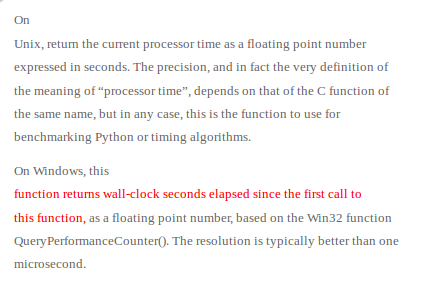 On
Unix, return the current processor time as a floating point number
expressed in seconds. The precision, and in fact the very definition of
the meaning of “processor time”, depends on that of the C function of
the same name, but in any case, this is the function to use for
benchmarking Python or timing algorithms.
On Windows, this
function returns wall-clock seconds elapsed since the first call to
this function, as a floating point number, based on the Win32 function
QueryPerformanceCounter(). The resolution is typically better than one
microsecond.